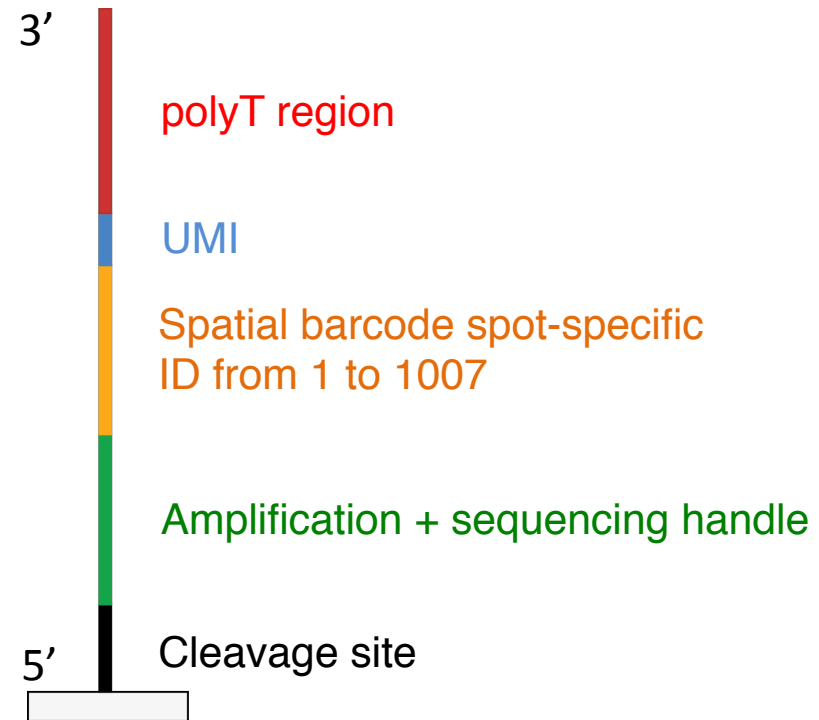 3’
polyT region
UMI
Spatial barcode spot-specific
ID from 1 to 1007
Amplification + sequencing handle
5’
Cleavage site